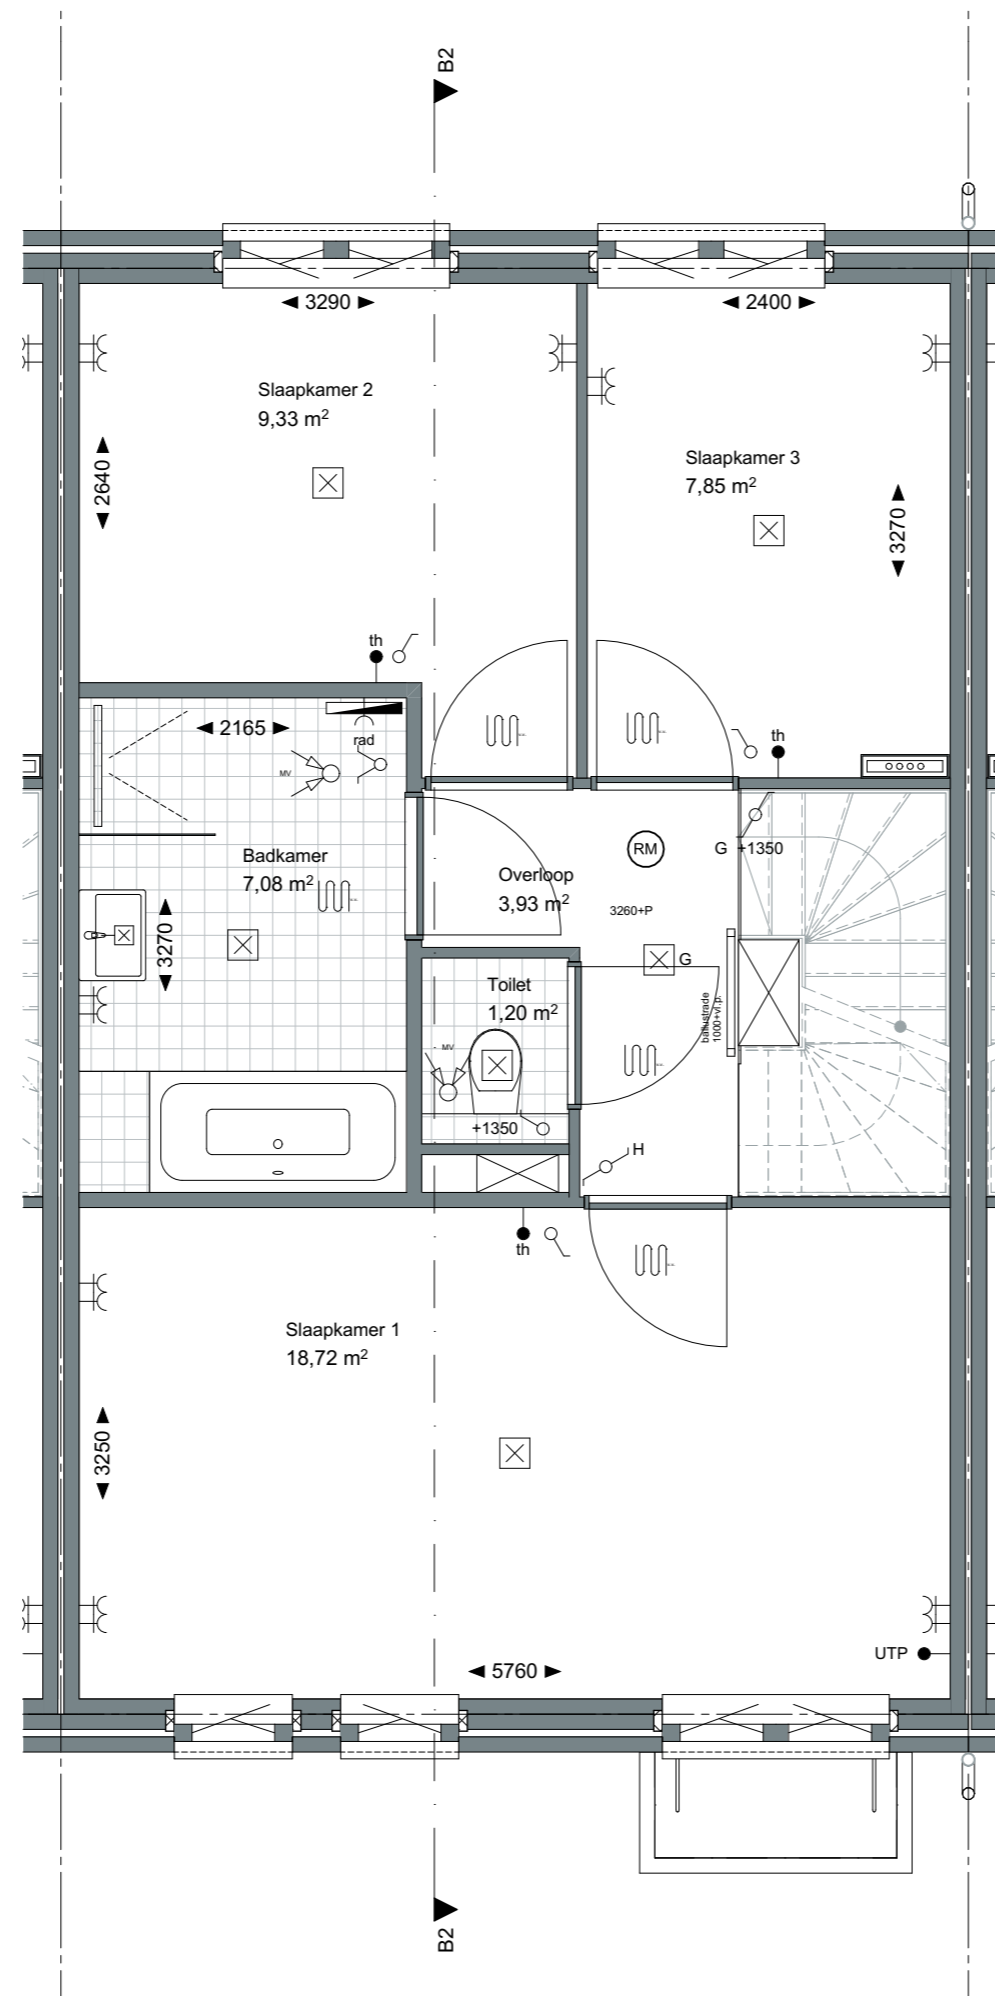 B2
3290
2400
Slaapkamer 2
9,33 m²
Slaapkamer 3
7,85 m²
2640
3270
th
2165
rad
MV
th
Badkamer
7,08 m²
RM
G +1350
Overloop
3,93 m²
3260+P
3270
G
Toilet
1,20 m²
ballustrade
1000+vl.p.
MV
+1350
H
th
Slaapkamer 1
18,72 m²
3250
UTP
5760
B2